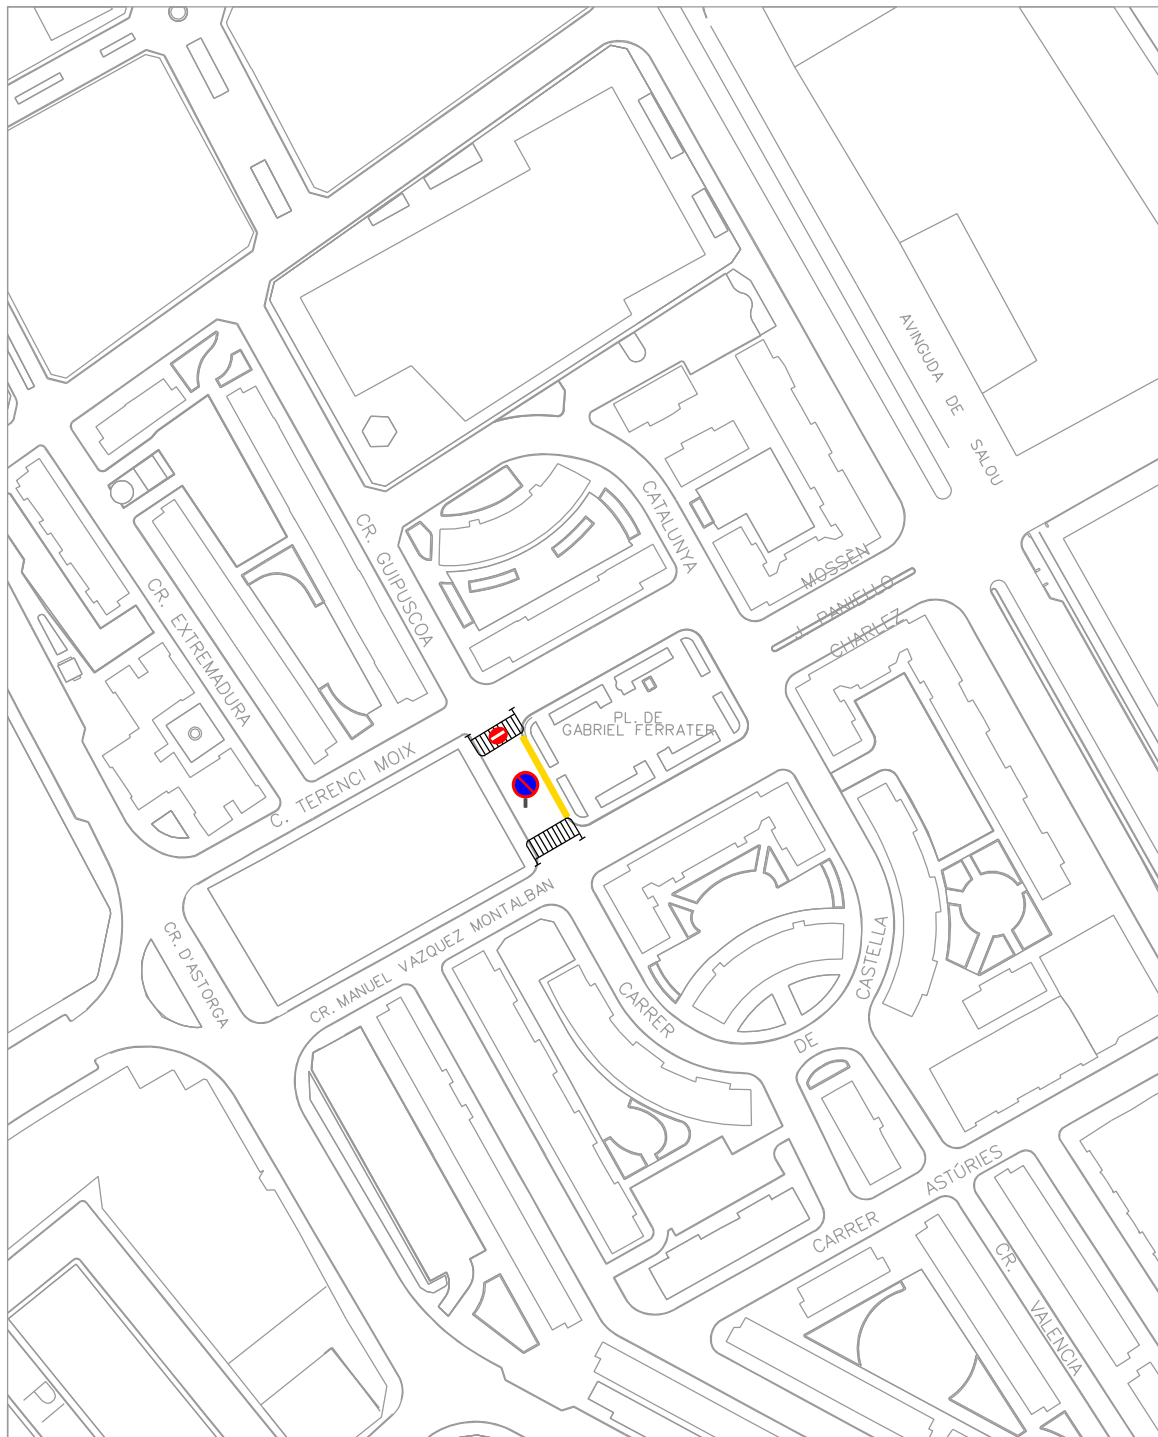 AVINGUDA DE SALOU
CATALUNYA
CR. GUIPUSCOA
MOSSÈN
J. PANIELLO
CHARLEZ
CR. EXTREMADURA
PL. DE
GABRIEL FERRATER
C. TERENCI MOIX
CR. MANUEL VAZQUEZ MONTALBAN
CR. D'ASTORGA
CARRER
DE
CASTELLA
CARRER
ASTÚRIES
CR. VALENCIA